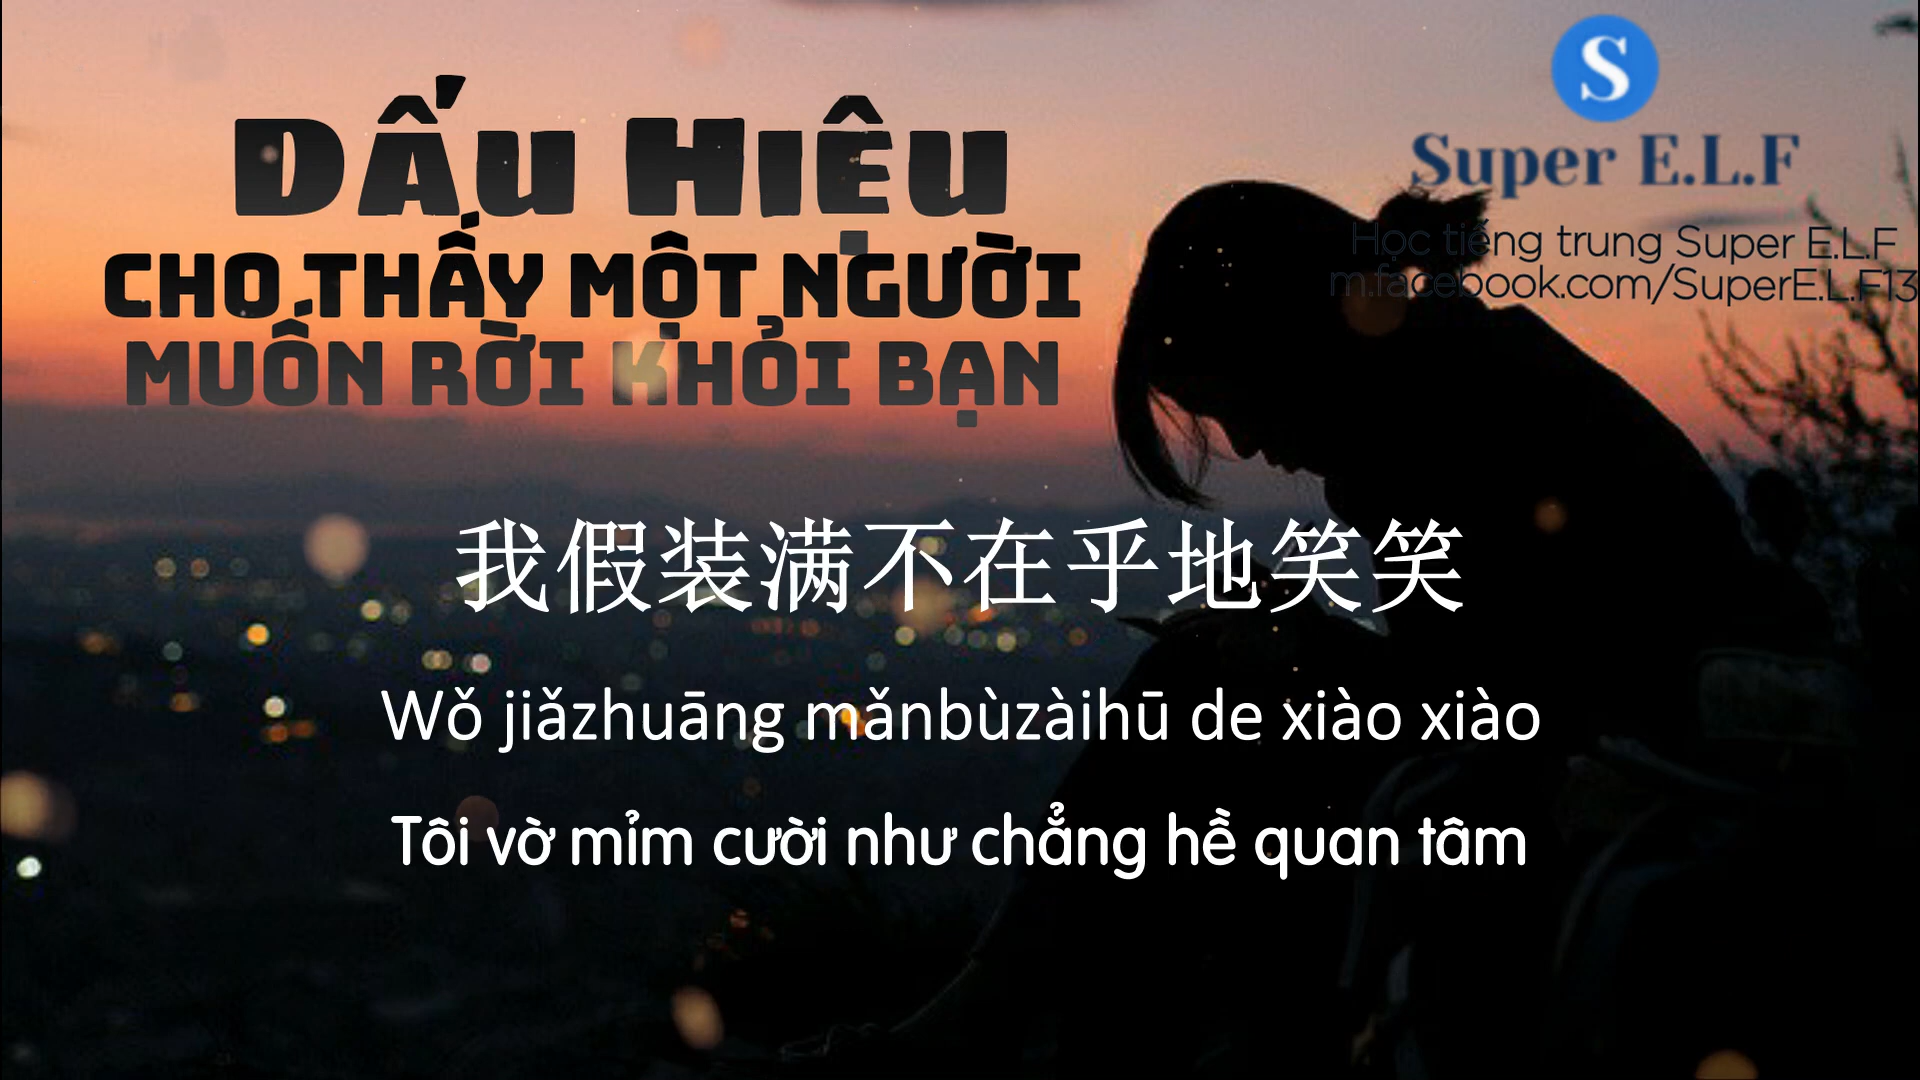 Dấu Hiệu
CHO THẤY MỘT NGƯỜI
MUỐN RỜI KHỎI BẠN
S
Super E.L.F
Học tiếng trung Super E.L.F
m.facebook.com/SuperE.L.F13
我假装满不在乎地笑笑
Wǒ jiǎzhuāng mǎnbùzàihū de xiào xiào
Tôi vờ mỉm cười như chẳng hề quan tâm